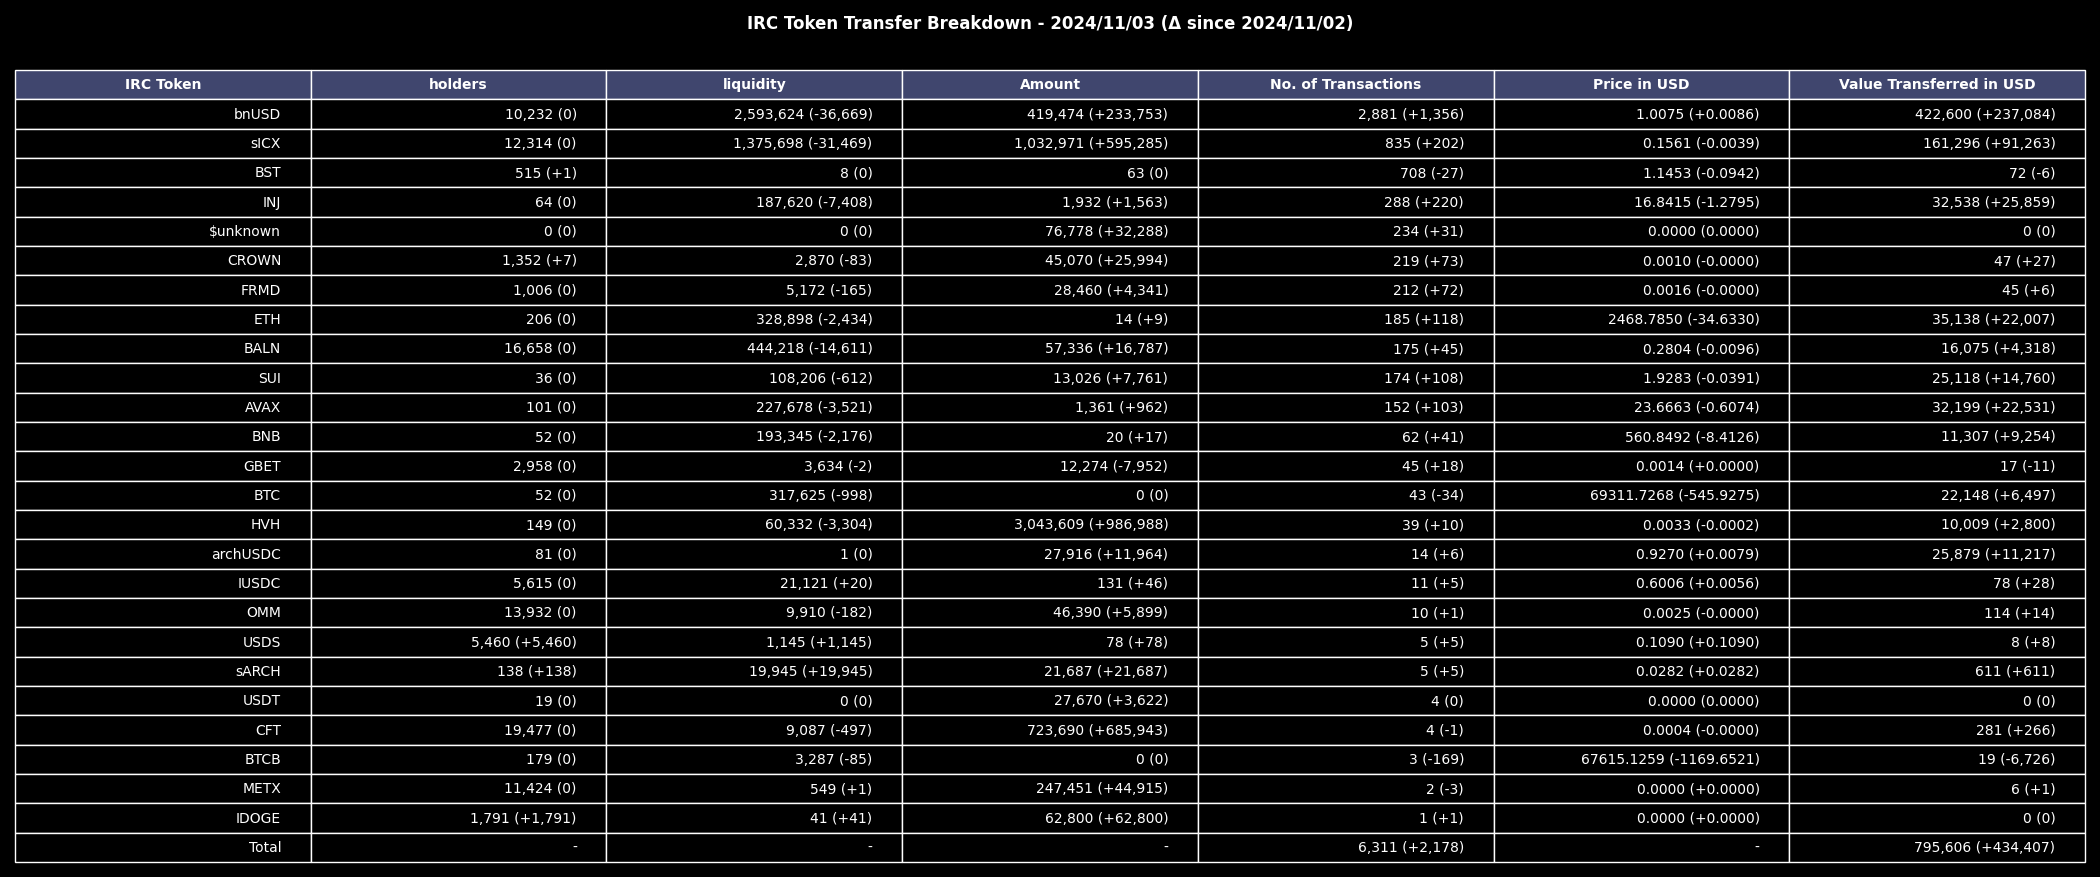 IRC Token Transfer Breakdown - 2024/11/03 (Δ since 2024/11/02)
IRC Token holders liquidity Amount No. of Transactions Price in USD Value Transferred in USD
bnUSD 10,232 (0) 2,593,624 (-36,669) 419,474 (+233,753) 2,881 (+1,356) 1.0075 (+0.0086) 422,600 (+237,084)
sICX 12,314 (0) 1,375,698 (-31,469) 1,032,971 (+595,285) 835 (+202) 0.1561 (-0.0039) 161,296 (+91,263)
BST 515 (+1) 8 (0) 63 (0) 708 (-27) 1.1453 (-0.0942) 72 (-6)
INJ 64 (0) 187,620 (-7,408) 1,932 (+1,563) 288 (+220) 16.8415 (-1.2795) 32,538 (+25,859)
$unknown 0 (0) 0 (0) 76,778 (+32,288) 234 (+31) 0.0000 (0.0000) 0 (0)
CROWN 1,352 (+7) 2,870 (-83) 45,070 (+25,994) 219 (+73) 0.0010 (-0.0000) 47 (+27)
FRMD 1,006 (0) 5,172 (-165) 28,460 (+4,341) 212 (+72) 0.0016 (-0.0000) 45 (+6)
ETH 206 (0) 328,898 (-2,434) 14 (+9) 185 (+118) 2468.7850 (-34.6330) 35,138 (+22,007)
BALN 16,658 (0) 444,218 (-14,611) 57,336 (+16,787) 175 (+45) 0.2804 (-0.0096) 16,075 (+4,318)
SUI 36 (0) 108,206 (-612) 13,026 (+7,761) 174 (+108) 1.9283 (-0.0391) 25,118 (+14,760)
AVAX 101 (0) 227,678 (-3,521) 1,361 (+962) 152 (+103) 23.6663 (-0.6074) 32,199 (+22,531)
BNB 52 (0) 193,345 (-2,176) 20 (+17) 62 (+41) 560.8492 (-8.4126) 11,307 (+9,254)
GBET 2,958 (0) 3,634 (-2) 12,274 (-7,952) 45 (+18) 0.0014 (+0.0000) 17 (-11)
BTC 52 (0) 317,625 (-998) 0 (0) 43 (-34) 69311.7268 (-545.9275) 22,148 (+6,497)
HVH 149 (0) 60,332 (-3,304) 3,043,609 (+986,988) 39 (+10) 0.0033 (-0.0002) 10,009 (+2,800)
archUSDC 81 (0) 1 (0) 27,916 (+11,964) 14 (+6) 0.9270 (+0.0079) 25,879 (+11,217)
IUSDC 5,615 (0) 21,121 (+20) 131 (+46) 11 (+5) 0.6006 (+0.0056) 78 (+28)
OMM 13,932 (0) 9,910 (-182) 46,390 (+5,899) 10 (+1) 0.0025 (-0.0000) 114 (+14)
USDS 5,460 (+5,460) 1,145 (+1,145) 78 (+78) 5 (+5) 0.1090 (+0.1090) 8 (+8)
sARCH 138 (+138) 19,945 (+19,945) 21,687 (+21,687) 5 (+5) 0.0282 (+0.0282) 611 (+611)
USDT 19 (0) 0 (0) 27,670 (+3,622) 4 (0) 0.0000 (0.0000) 0 (0)
CFT 19,477 (0) 9,087 (-497) 723,690 (+685,943) 4 (-1) 0.0004 (-0.0000) 281 (+266)
BTCB 179 (0) 3,287 (-85) 0 (0) 3 (-169) 67615.1259 (-1169.6521) 19 (-6,726)
METX 11,424 (0) 549 (+1) 247,451 (+44,915) 2 (-3) 0.0000 (+0.0000) 6 (+1)
IDOGE 1,791 (+1,791) 41 (+41) 62,800 (+62,800) 1 (+1) 0.0000 (+0.0000) 0 (0)
Total - - - 6,311 (+2,178) - 795,606 (+434,407)